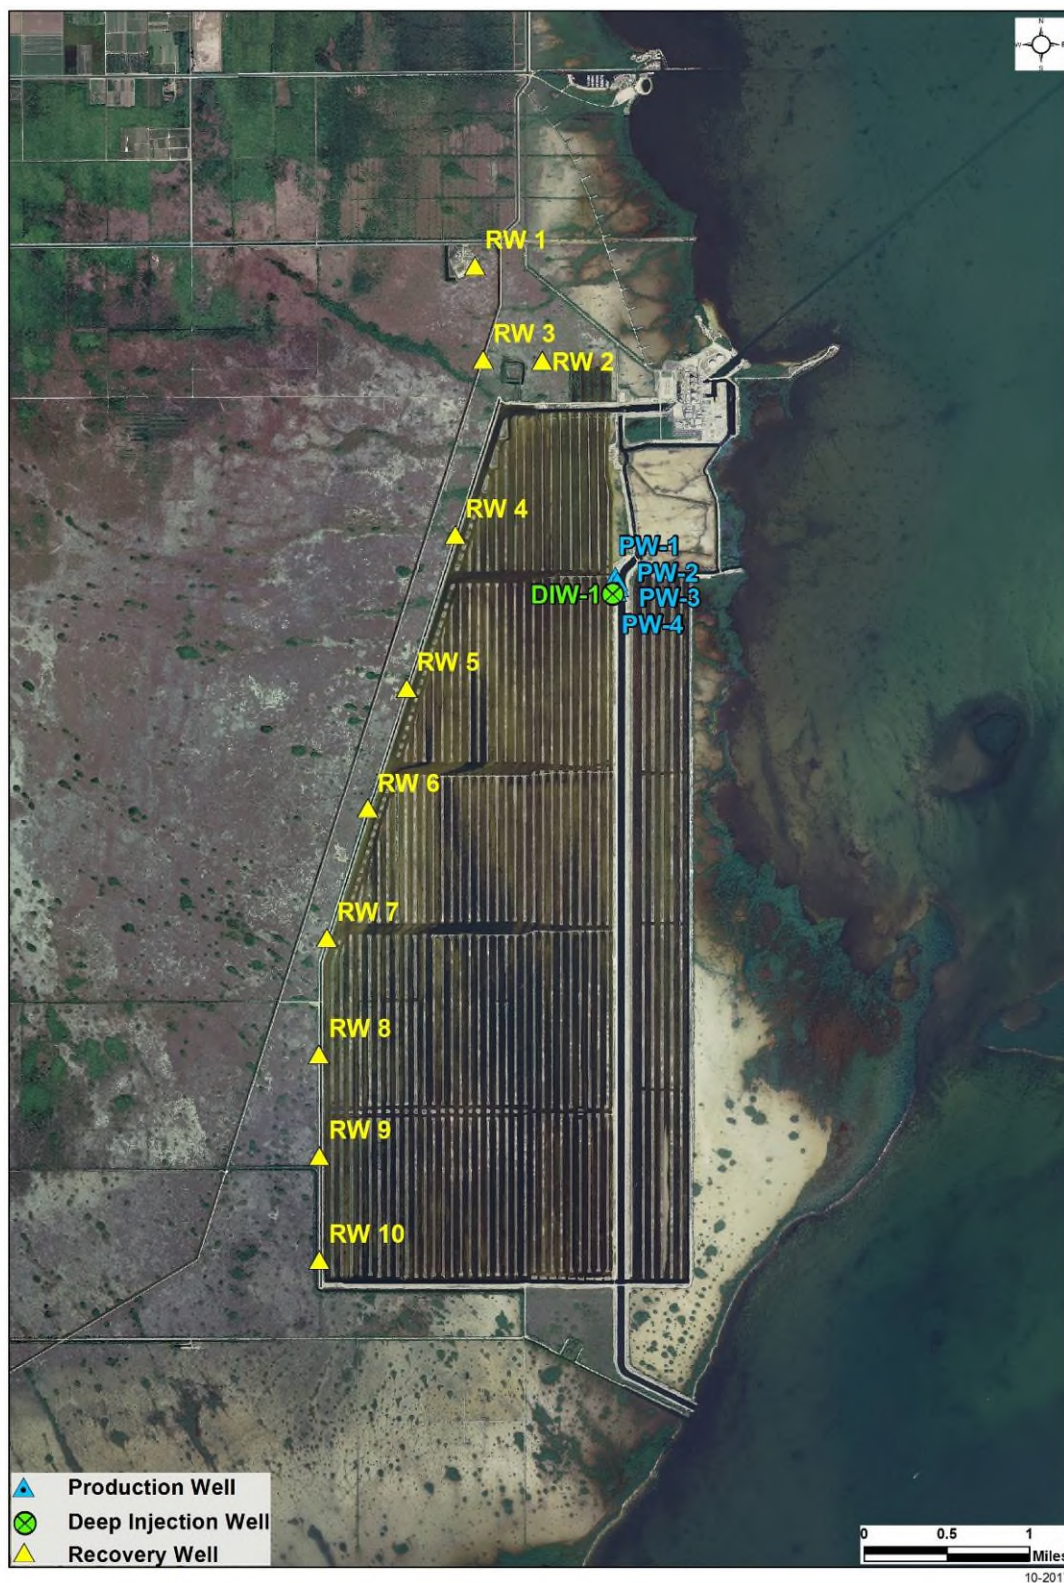 N
W
S
RW 1
RW 3
RW 2
RW 4
PW-1
PW-2
DIW-1
PW-3
PW-4
RW 5
RW 6
RW 7
RW 8
RW 9
RW 10
Production Well
Deep Injection Well
Recovery Well
0 0.5 1
Miles
10-201